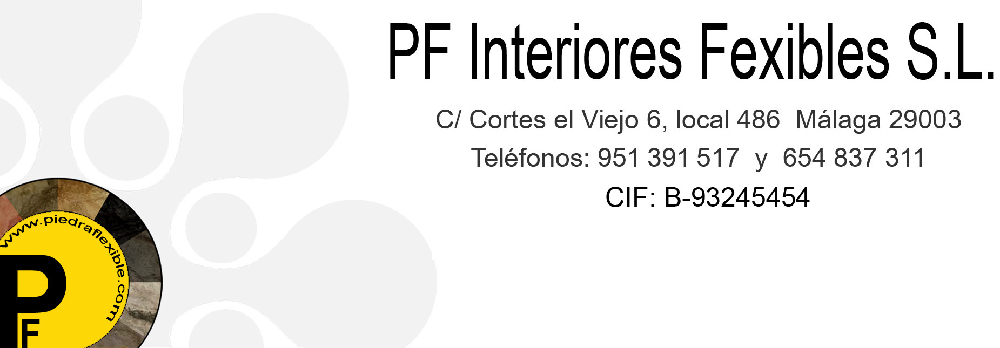 PF Interiores Fexibles S.L.
C/ Cortes el Viejo 6, local 486 Málaga 29003
Teléfonos: 951 391 517 y 654 837 311
CIF: B-93245454
www.piedraflexible.com
P
F